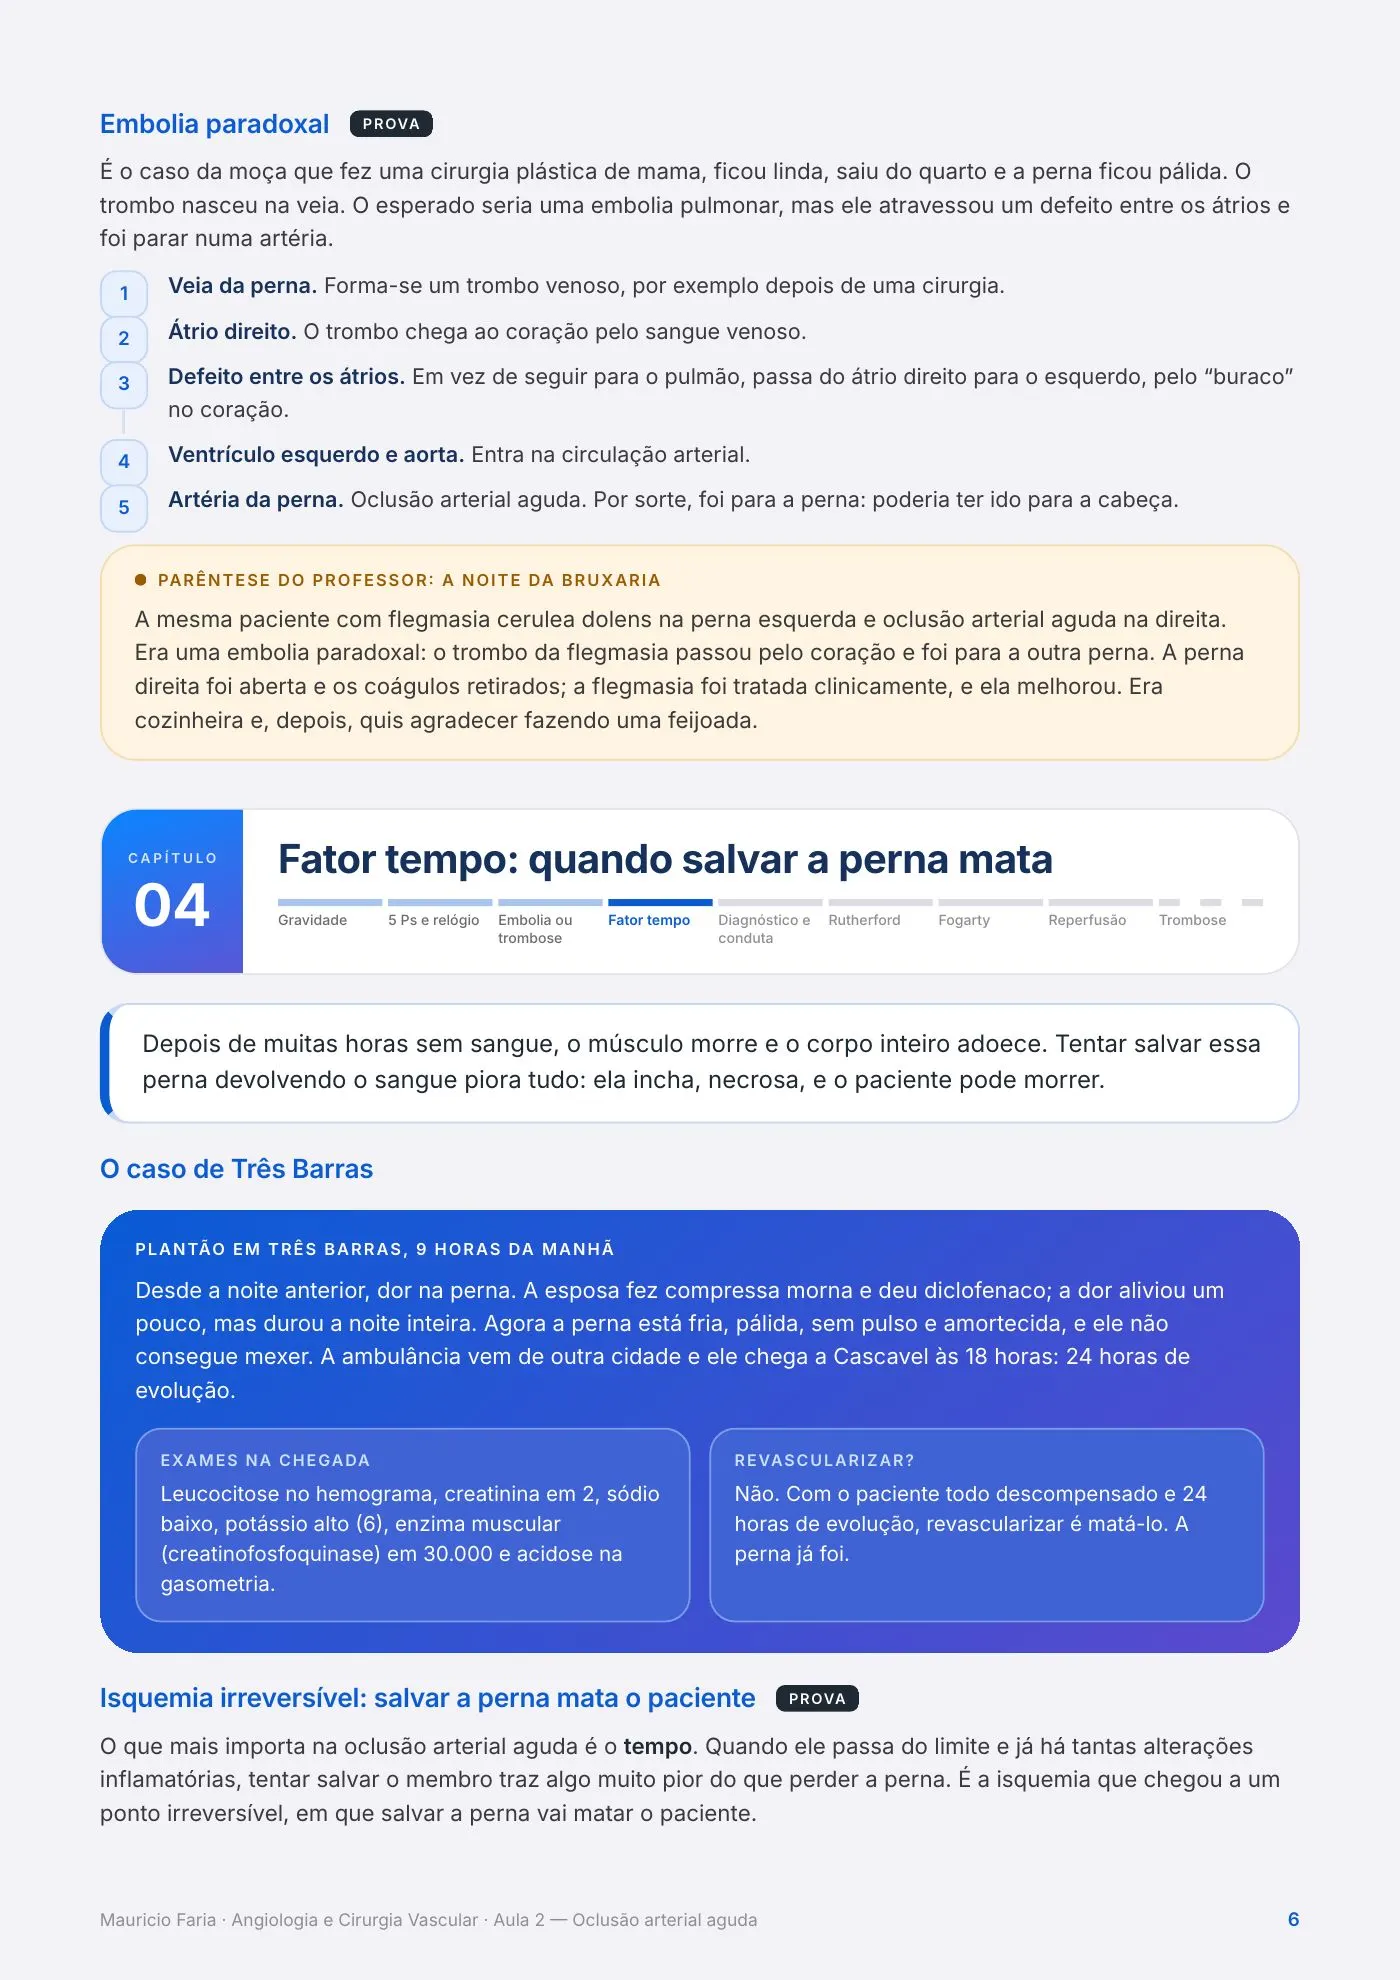 Embolia paradoxal PROVA
É o caso da moça que fez uma cirurgia plástica de mama, ficou linda, saiu do quarto e a perna ficou pálida. O
trombo nasceu na veia. O esperado seria uma embolia pulmonar, mas ele atravessou um defeito entre os átrios e
foi parar numa artéria.
1 Veia da perna. Forma-se um trombo venoso, por exemplo depois de uma cirurgia.
2 Átrio direito. O trombo chega ao coração pelo sangue venoso.
3 Defeito entre os átrios. Em vez de seguir para o pulmão, passa do átrio direito para o esquerdo, pelo “buraco”
no coração.
4 Ventrículo esquerdo e aorta. Entra na circulação arterial.
5 Artéria da perna. Oclusão arterial aguda. Por sorte, foi para a perna: poderia ter ido para a cabeça.
PARÊNTESE DO PROFESSOR: A NOITE DA BRUXARIA
A mesma paciente com flegmasia cerulea dolens na perna esquerda e oclusão arterial aguda na direita.
Era uma embolia paradoxal: o trombo da flegmasia passou pelo coração e foi para a outra perna. A perna
direita foi aberta e os coágulos retirados; a flegmasia foi tratada clinicamente, e ela melhorou. Era
cozinheira e, depois, quis agradecer fazendo uma feijoada.
CAPÍTULO
04
Fator tempo: quando salvar a perna mata
Gravidade
5 Ps e relógio
Embolia ou
trombose
Fator tempo
Diagnóstico e
conduta
Rutherford
Fogarty
Reperfusão
Trombose
Depois de muitas horas sem sangue, o músculo morre e o corpo inteiro adoece. Tentar salvar essa
perna devolvendo o sangue piora tudo: ela incha, necrosa, e o paciente pode morrer.
O caso de Três Barras
PLANTÃO EM TRÊS BARRAS, 9 HORAS DA MANHÃ
Desde a noite anterior, dor na perna. A esposa fez compressa morna e deu diclofenaco; a dor aliviou um
pouco, mas durou a noite inteira. Agora a perna está fria, pálida, sem pulso e amortecida, e ele não
consegue mexer. A ambulância vem de outra cidade e ele chega a Cascavel às 18 horas: 24 horas de
evolução.
EXAMES NA CHEGADA
Leucocitose no hemograma, creatinina em 2, sódio
baixo, potássio alto (6), enzima muscular
(creatinofosfoquinase) em 30.000 e acidose na
gasometria.
REVASCULARIZAR?
Não. Com o paciente todo descompensado e 24
horas de evolução, revascularizar é matá-lo. A
perna já foi.
Isquemia irreversível: salvar a perna mata o paciente PROVA
O que mais importa na oclusão arterial aguda é o tempo. Quando ele passa do limite e já há tantas alterações
inflamatórias, tentar salvar o membro traz algo muito pior do que perder a perna. É a isquemia que chegou a um
ponto irreversível, em que salvar a perna vai matar o paciente.
Mauricio Faria · Angiologia e Cirurgia Vascular · Aula 2 — Oclusão arterial aguda
6